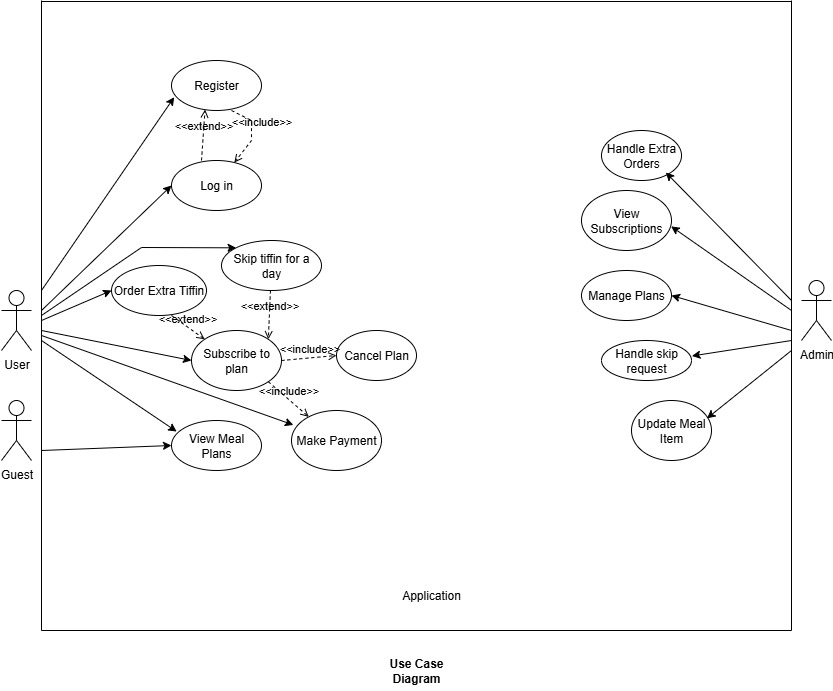 Register
<<extend>>
<<include>>
Log in
Handle Extra
Orders
View
Subscriptions
Skip tiffin for a
day
Order Extra Tiffin
<<extend>>
Manage Plans
<<extend>>
User
Subscribe to
plan
<<include>>
Cancel Plan
Handle skip
request
Admin
<<include>>
View Meal
Plans
Make Payment
Update Meal
Item
Guest
Application
Use Case
Diagram